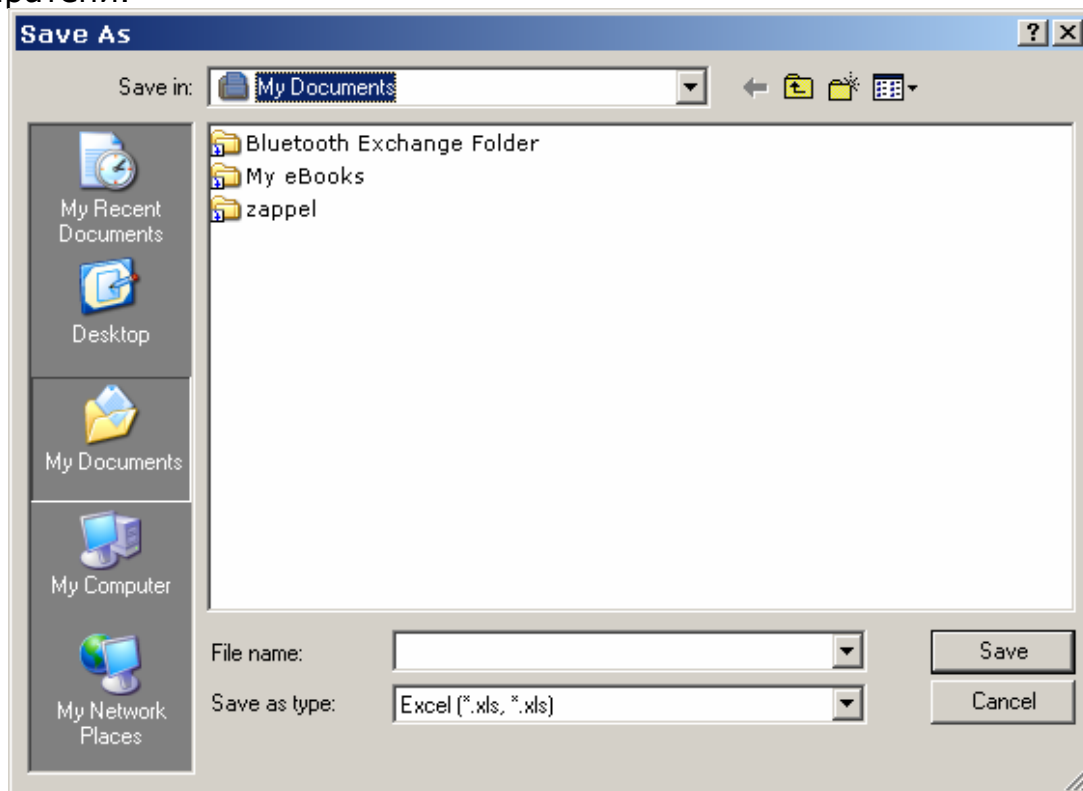 Save As
Save in:
My Documents
My Recent
Documents
Desktop
My Documents
My Computer
My Network
Places
Bluetooth Exchange Folder
My eBooks
zappel
File name:
Save
Save as type:
Excel (*.xls, *.xls)
Cancel